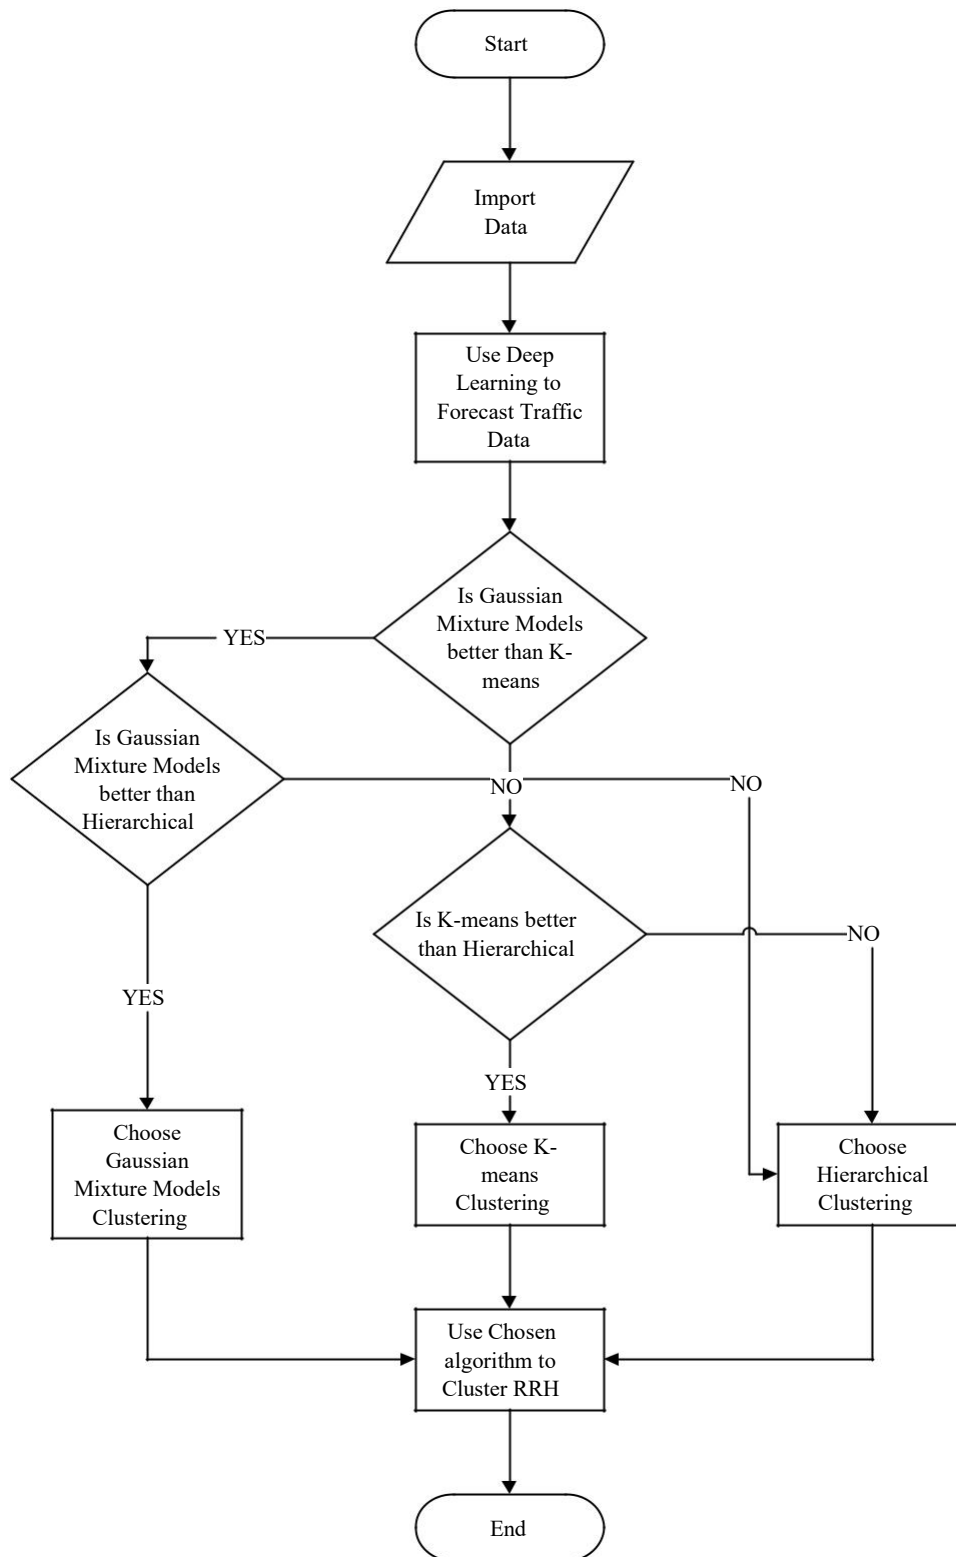 Start
Import
Data
Use Deep
Learning to
Forecast Traffic
Data
Is Gaussian
Mixture Models
better than K-
means
YES
Is Gaussian
Mixture Models
better than
Hierarchical
NO
NO
Is K-means better
than Hierarchical
NO
YES
YES
Choose
Gaussian
Mixture Models
Clustering
Choose K-
means
Clustering
Choose
Hierarchical
Clustering
Use Chosen
algorithm to
Cluster RRH
End